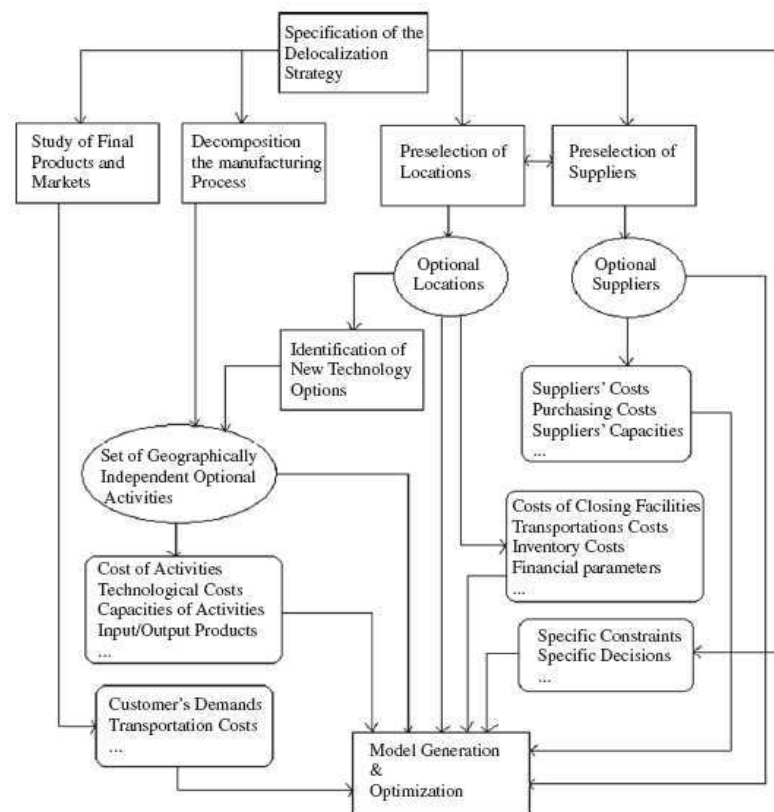 Specification of the
Delocalization
Strategy
Study of Final
Products and
Markets
Decomposition
the manufacturing
Process
Preselection of
Locations
Preselection of
Suppliers
Optional
Locations
Optional
Suppliers
Identification of
New Technology
Options
Suppliers' Costs
Purchasing Costs
Suppliers' Capacities
...
Set of Geographically
Independent Optional
Activities
Costs of Closing Facilities
Transportations Costs
Inventory Costs
Financial parameters
...
Cost of Activities
Technological Costs
Capacities of Activities
Input/Output Products
...
Specific Constraints
Specific Decisions
...
Customer's Demands
Transportation Costs
...
Model Generation
&
Optimization